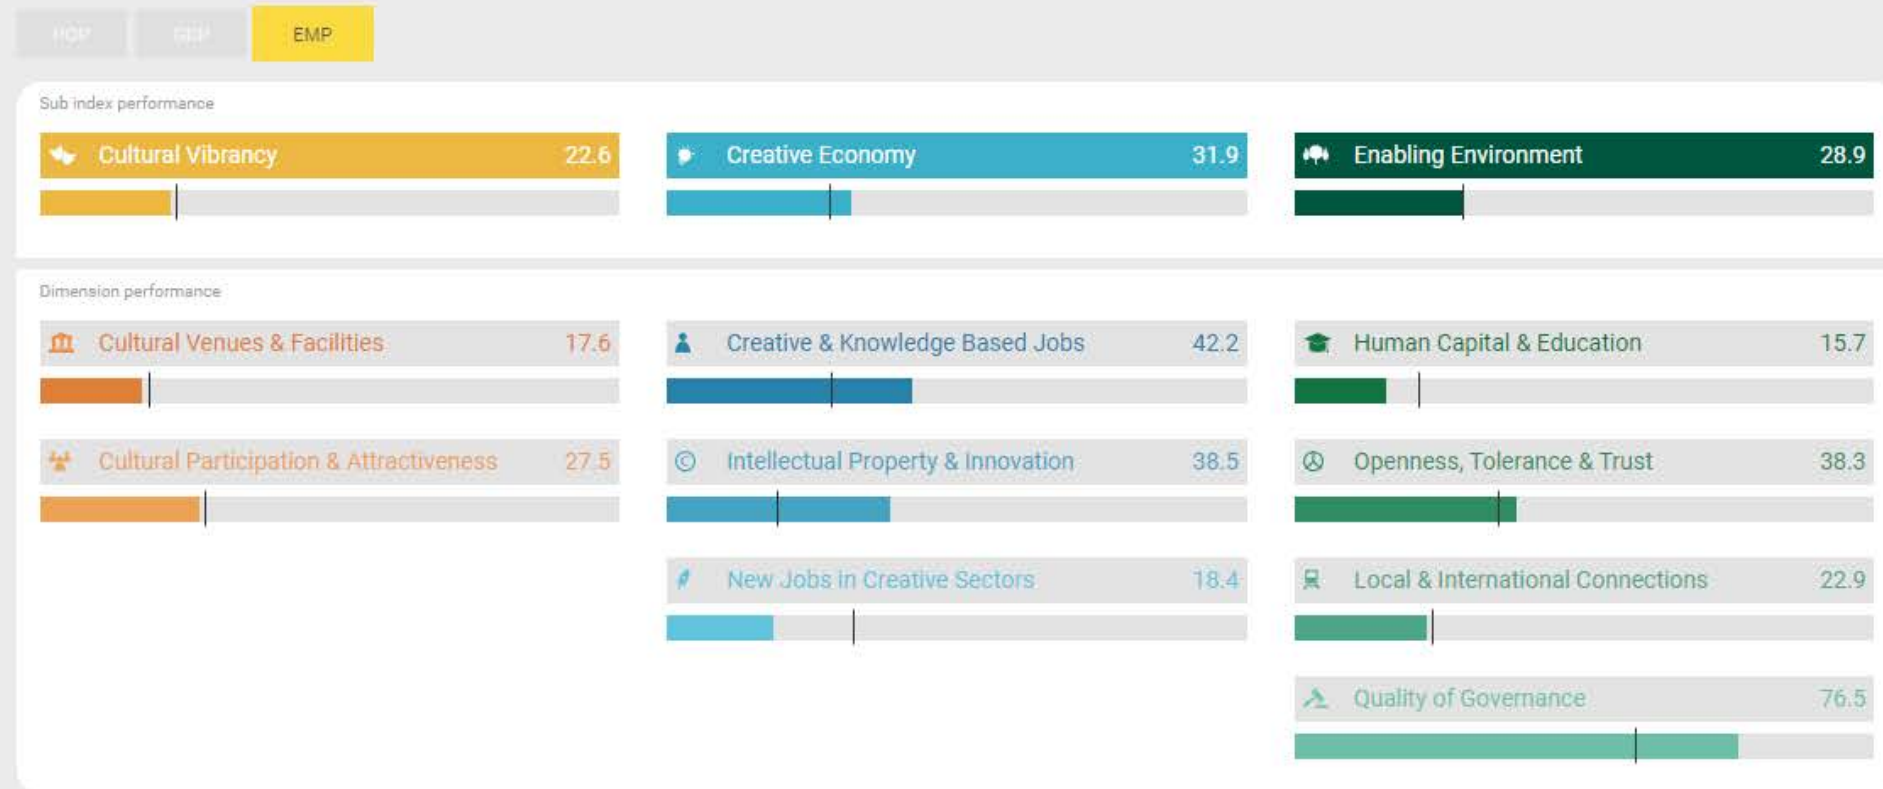 POP GDP EMP
Sub index performance
Cultural Vibrancy 22.6
Creative Economy 31.9
Enabling Environment 28.9
Dimension performance
Cultural Venues & Facilities 17.6
Creative & Knowledge Based Jobs 42.2
Human Capital & Education 15.7
Cultural Participation & Attractiveness 27.5
Intellectual Property & Innovation 38.5
Openness, Tolerance & Trust 38.3
New Jobs in Creative Sectors 18.4
Local & International Connections 22.9
Quality of Governance 76.5